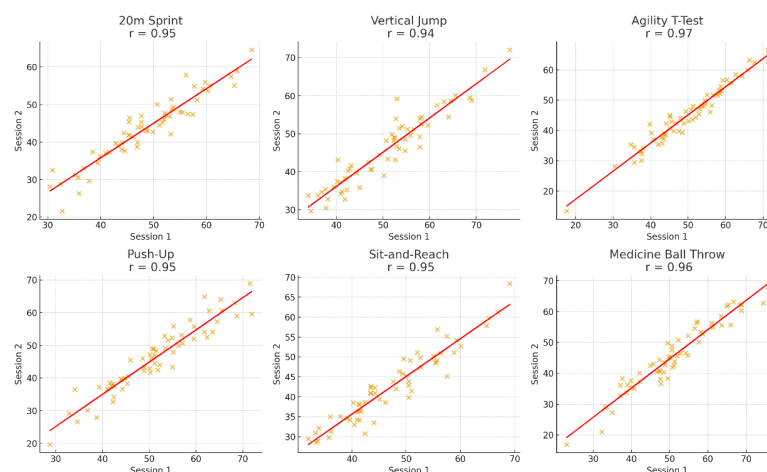 20m Sprint
r = 0.95
Session 2
60
50
40
30
20
30
40
50
60
70
Session 1
Vertical Jump
r = 0.94
Session 2
70
60
50
40
30
40
50
60
70
Session 1
Agility T-Test
r = 0.97
Session 2
60
50
40
30
20
20
30
40
50
60
70
Session 1
Push-Up
r = 0.95
Session 2
70
60
50
40
30
20
30
40
50
60
70
Session 1
Sit-and-Reach
r = 0.95
Session 2
70
65
60
55
50
45
40
35
30
30
40
50
60
70
Session 1
Medicine Ball Throw
r = 0.96
Session 2
70
60
50
40
30
20
30
40
50
60
70
Session 1